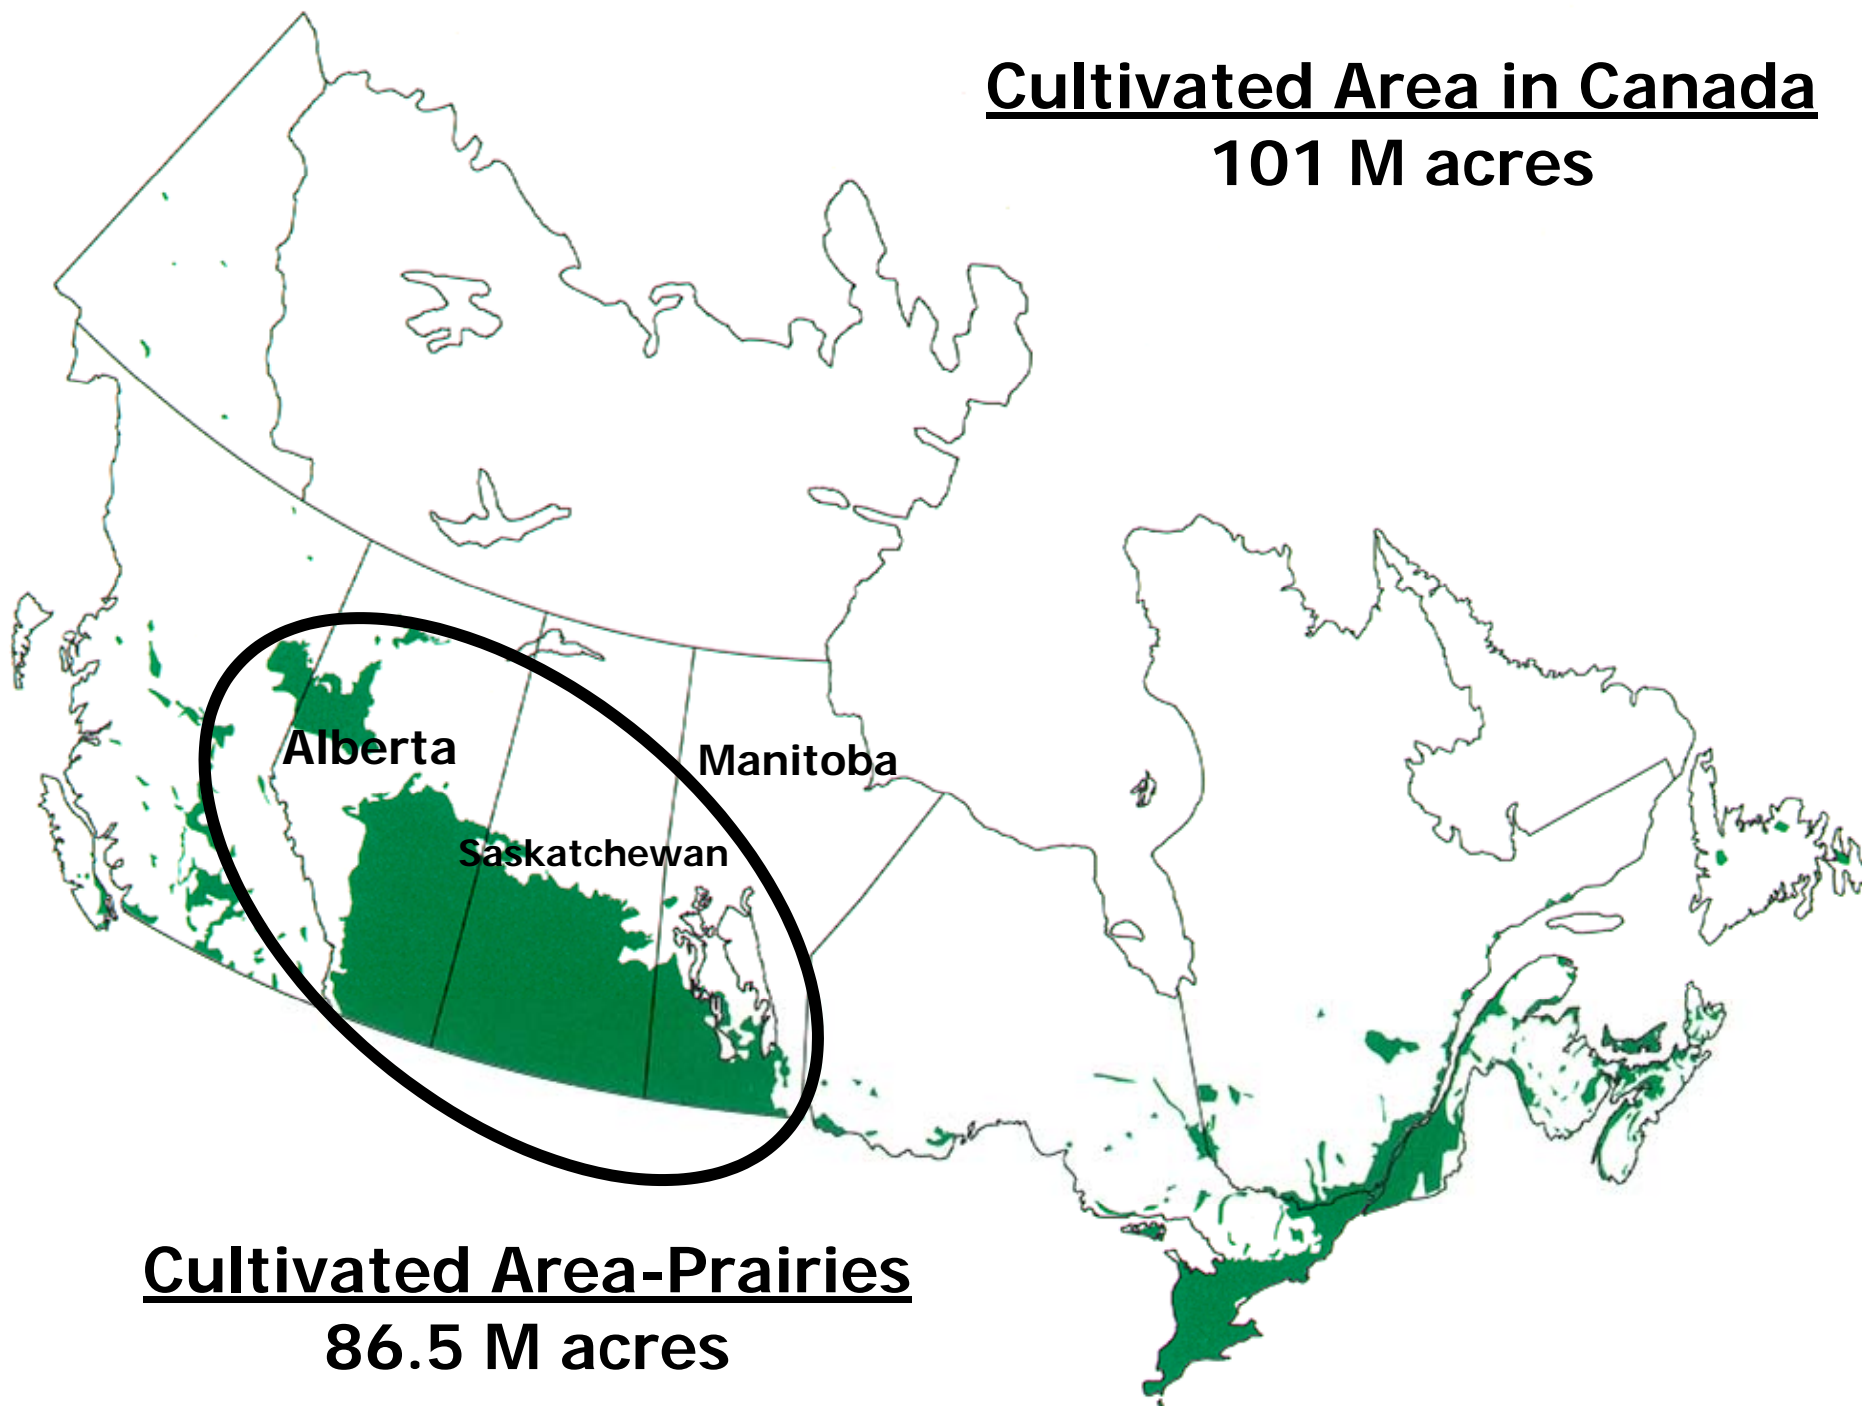 Cultivated Area in Canada
101 M acres
Alberta
Manitoba
Saskatchewan
Cultivated Area-Prairies
86.5 M acres